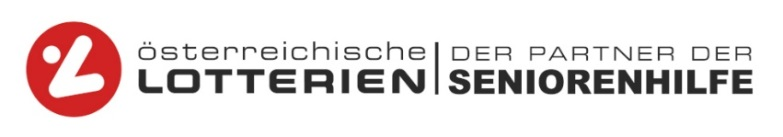 österreichische
LOTTERIEN
DER PARTNER DER
SENIORENHILFE